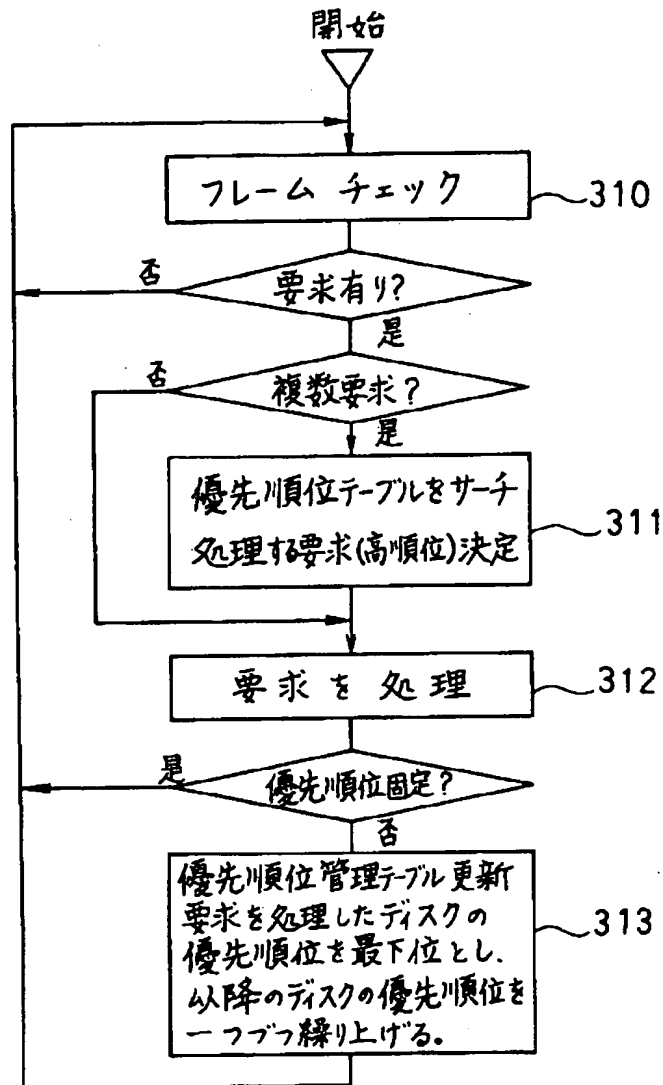 開始
フレーム チェック
310
否
要求有り?
是
否
複数要求?
是
優先順位テーブルをサーチ
処理する要求(高順位)決定
311
要求を処理
312
是
優先順位固定?
否
優先順位管理テーブル更新
要求を処理したディスクの
優先順位を最下位とし、
以降のディスクの優先順位を
一つづつ繰り上げる。
313